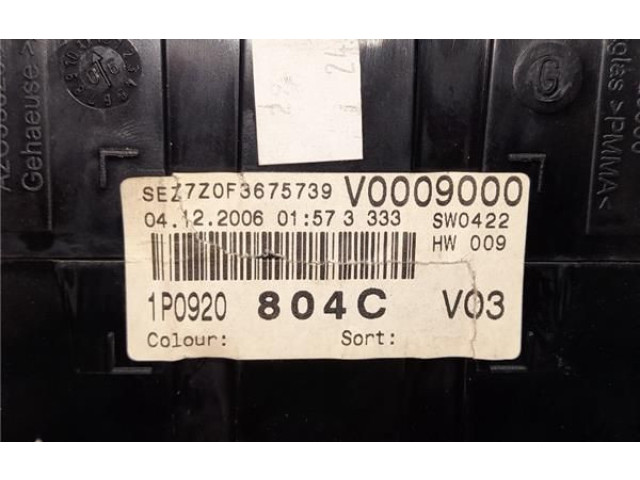 SEZ7Z0F3675739 V0009000
04.12.2006 01:57 3 333 SW0422
HW 009
1P0920 804C V03
Colour: Sort:
Gehaeuse >
>PMMA<
G